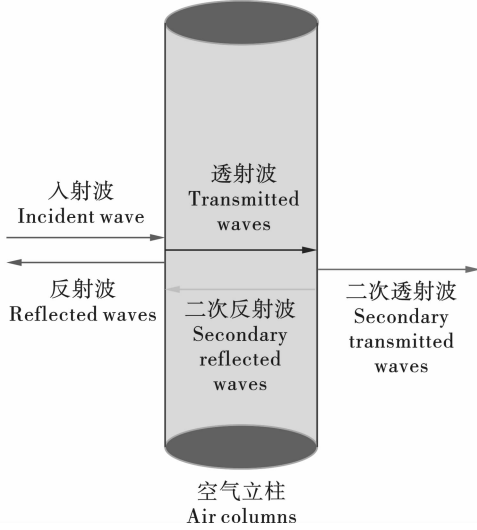 透射波
Transmitted
waves
入射波
Incident wave
反射波
Reflected waves
二次反射波
Secondary
reflected
waves
二次透射波
Secondary
transmitted
waves
空气立柱
Air columns